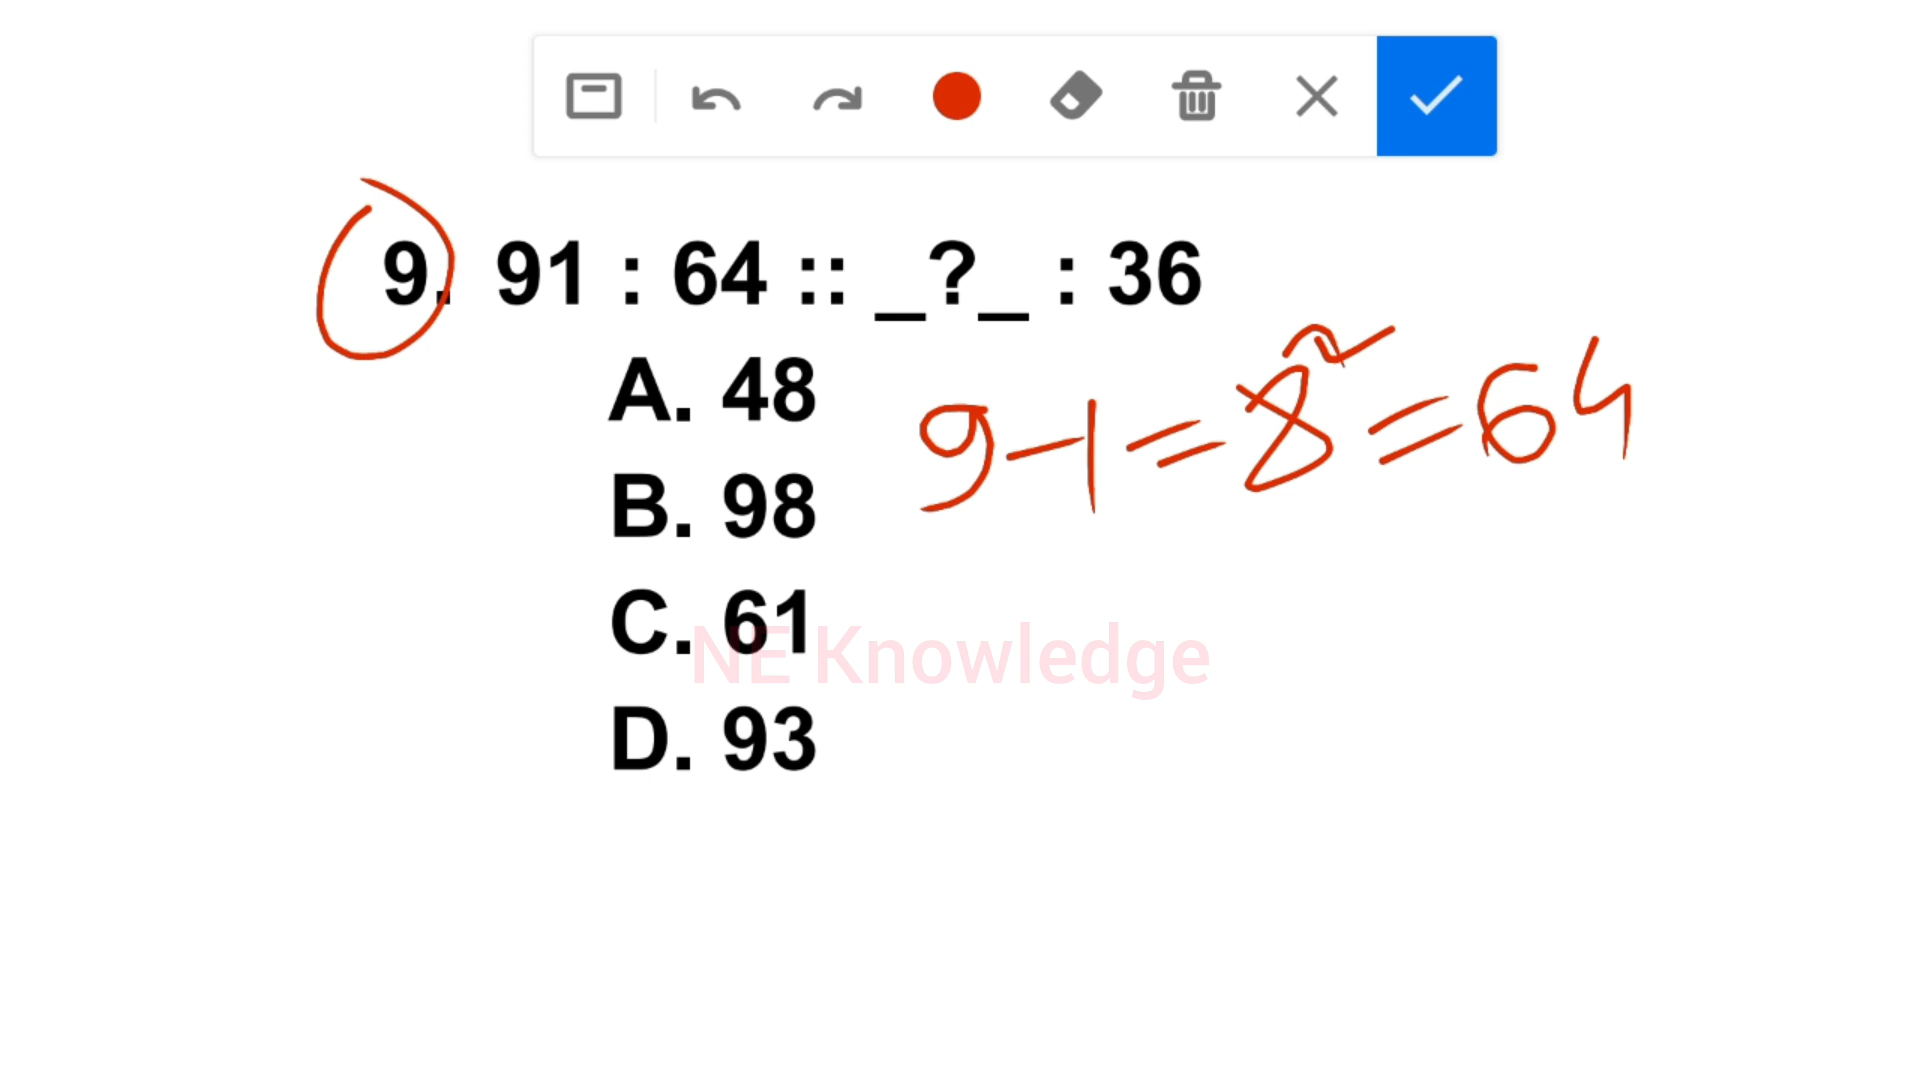 9. 91 : 64 :: _?_ : 36
A. 48
9-1=8²=64
B. 98
C. 61
NE Knowledge
D. 93